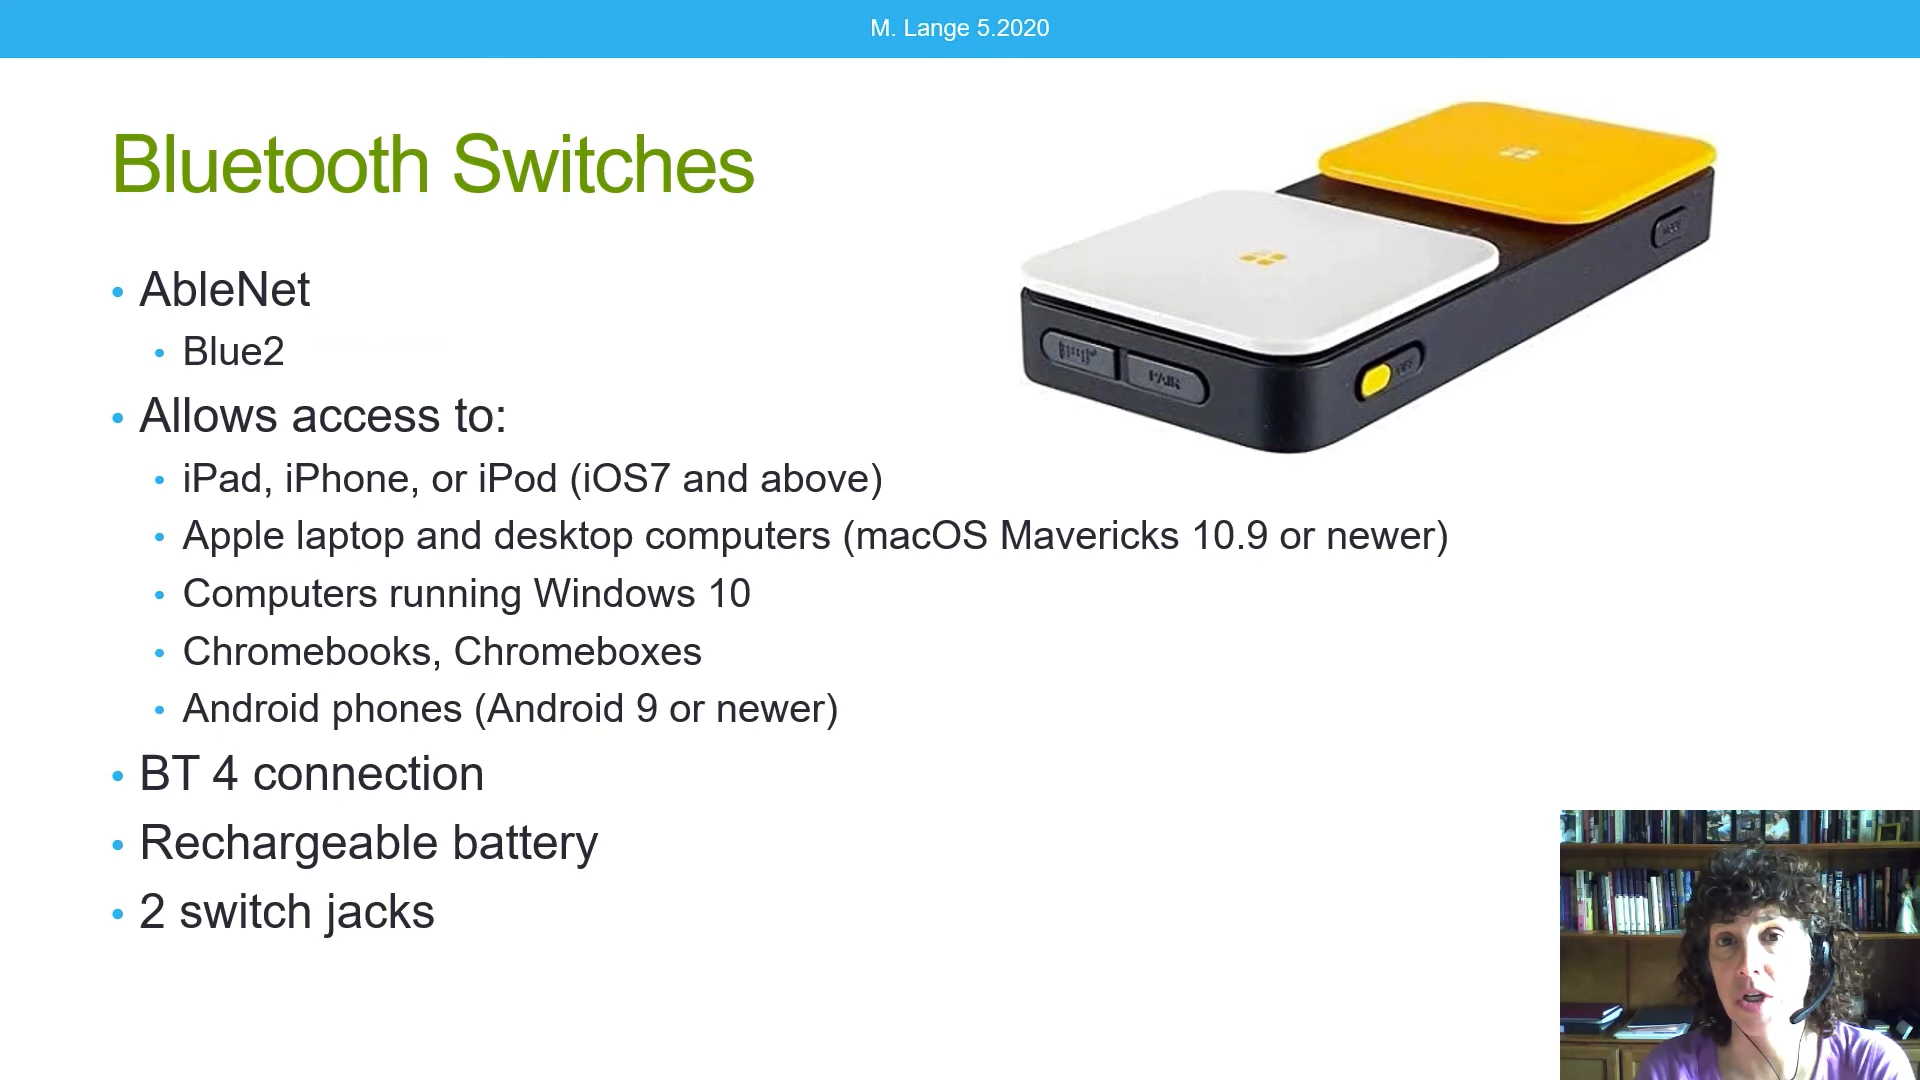 M. Lange 5.2020
Bluetooth Switches
• AbleNet
• Blue2
• Allows access to:
• iPad, iPhone, or iPod (iOS7 and above)
• Apple laptop and desktop computers (macOS Mavericks 10.9 or newer)
• Computers running Windows 10
• Chromebooks, Chromeboxes
• Android phones (Android 9 or newer)
• BT 4 connection
• Rechargeable battery
• 2 switch jacks
PAIR